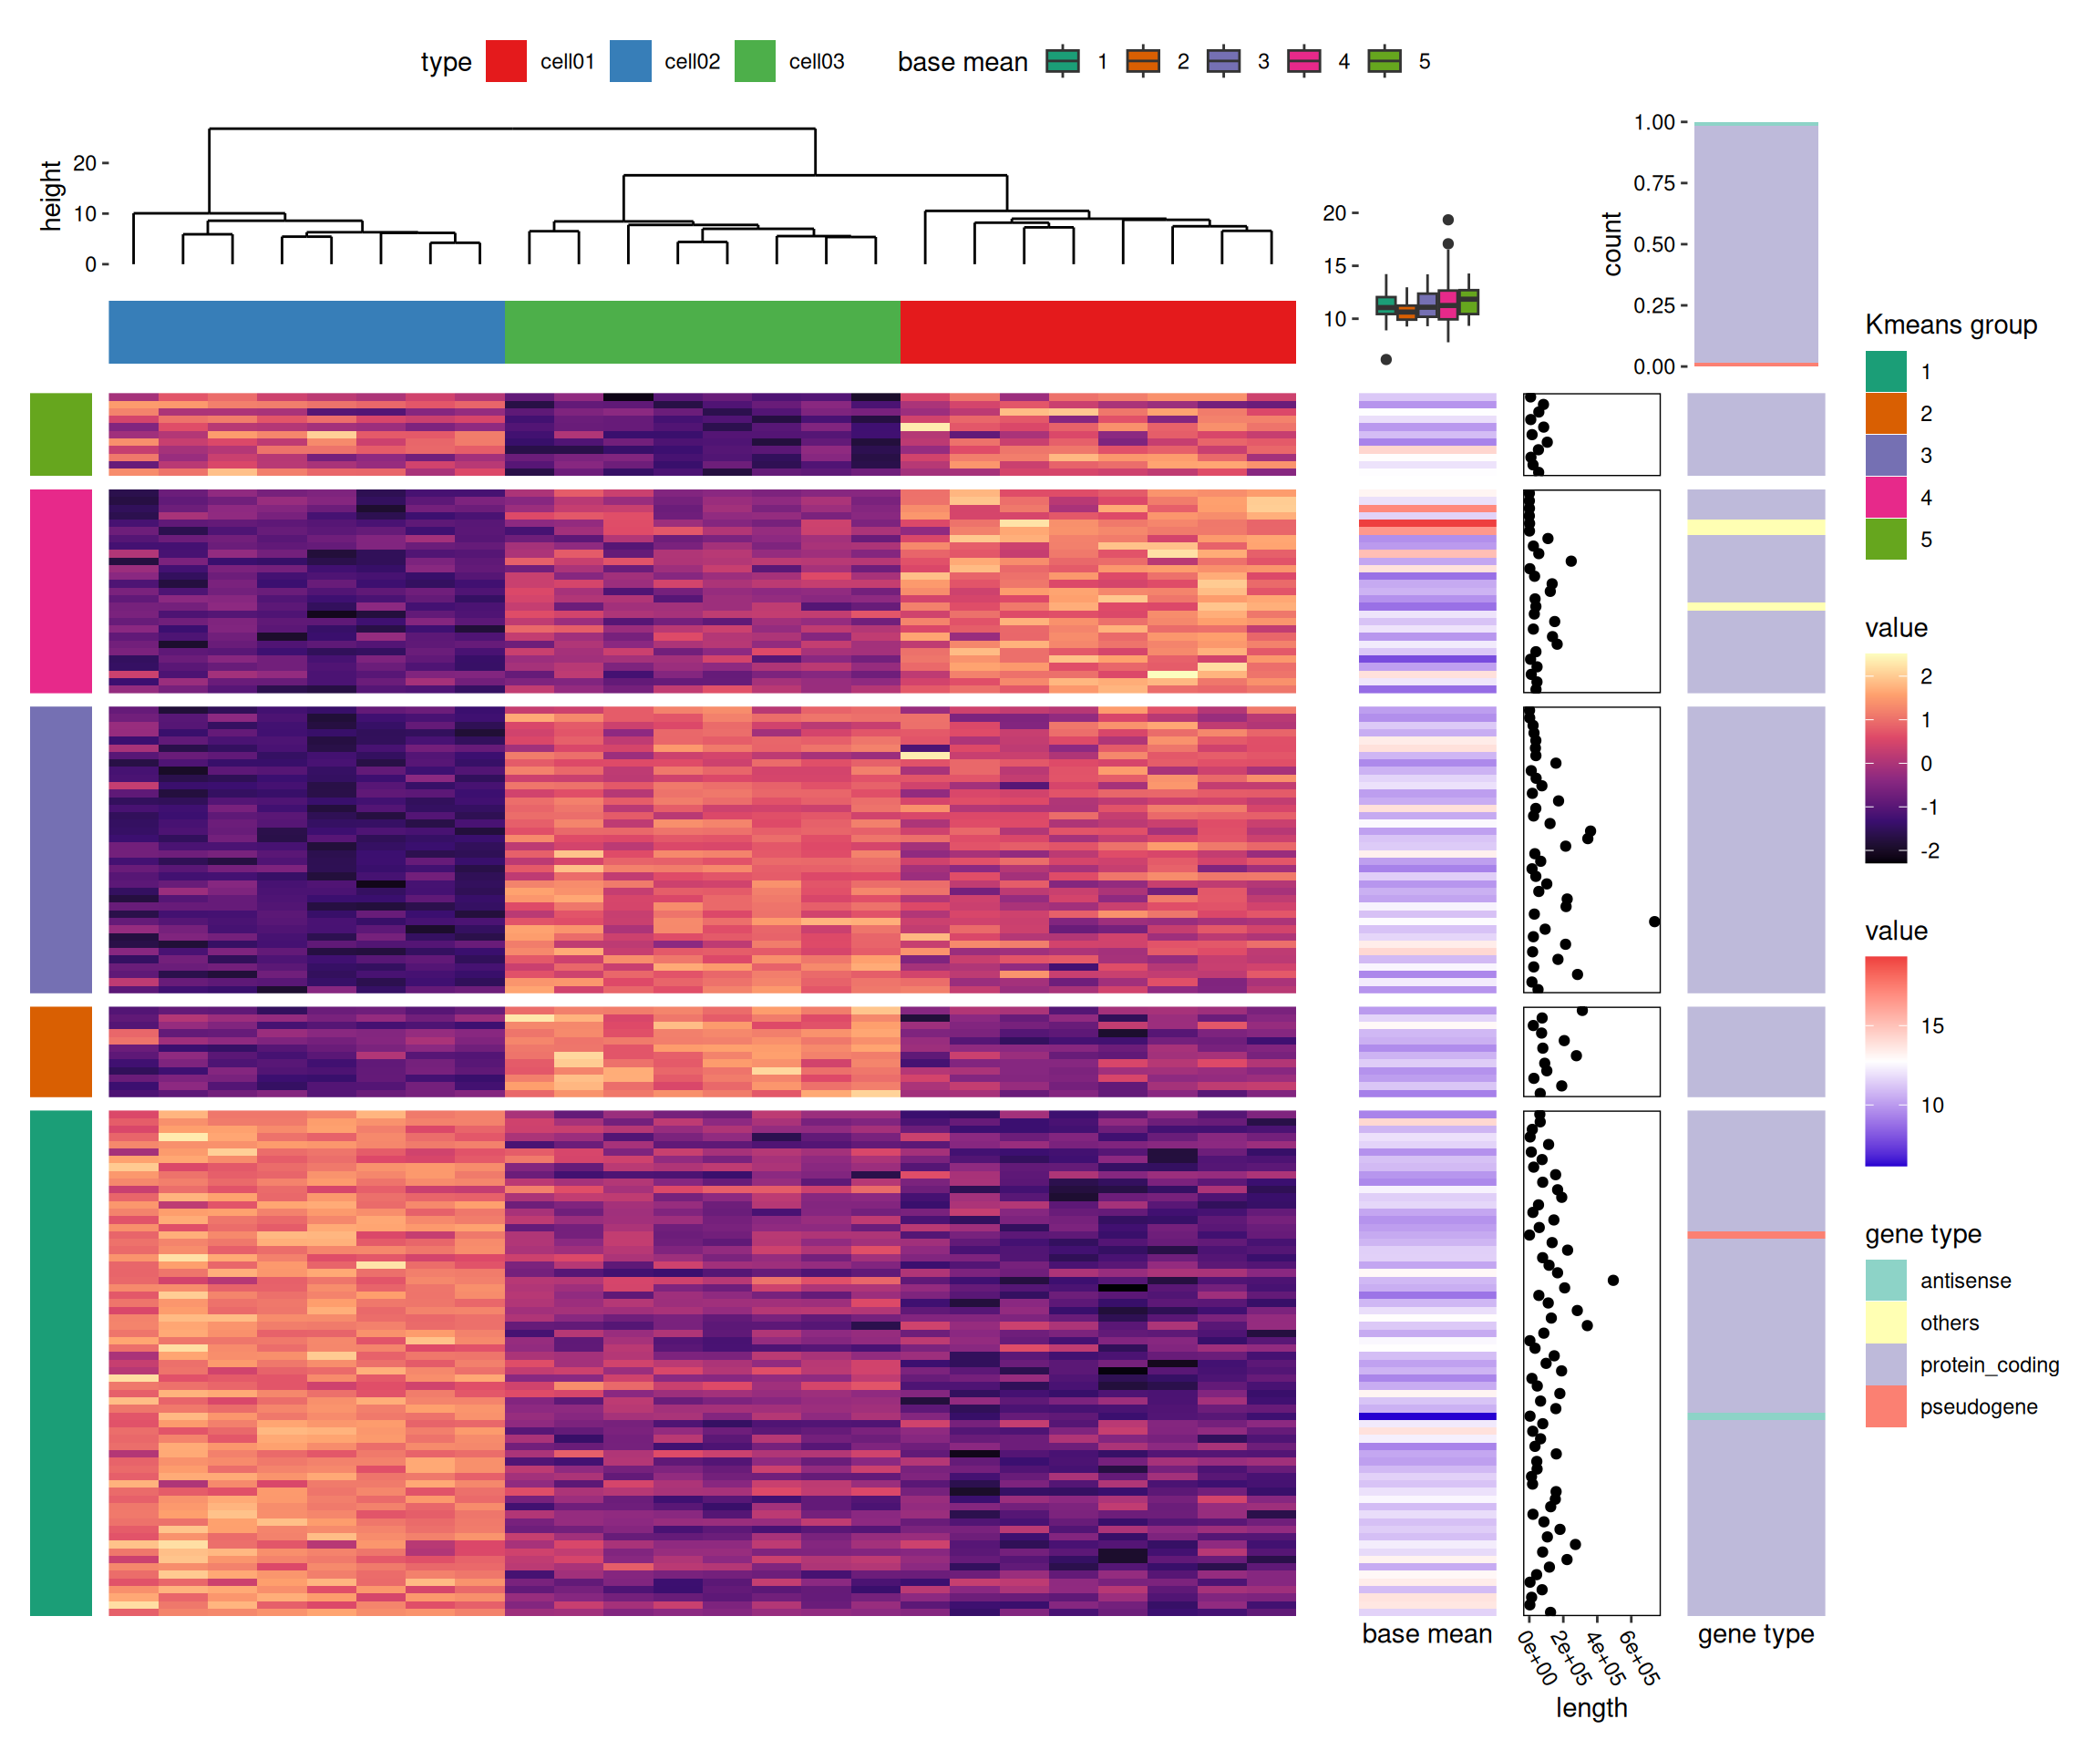 type cell01 cell02 cell03 base mean 1 2 3 4 5
height
20
10
0
20
15
10
count
1.00
0.75
0.50
0.25
0.00
Kmeans group
1
2
3
4
5
value
2
1
0
-1
-2
value
15
10
gene type
antisense
others
protein_coding
pseudogene
base mean
0e+00 2e+05 4e+05 6e+05
length
gene type